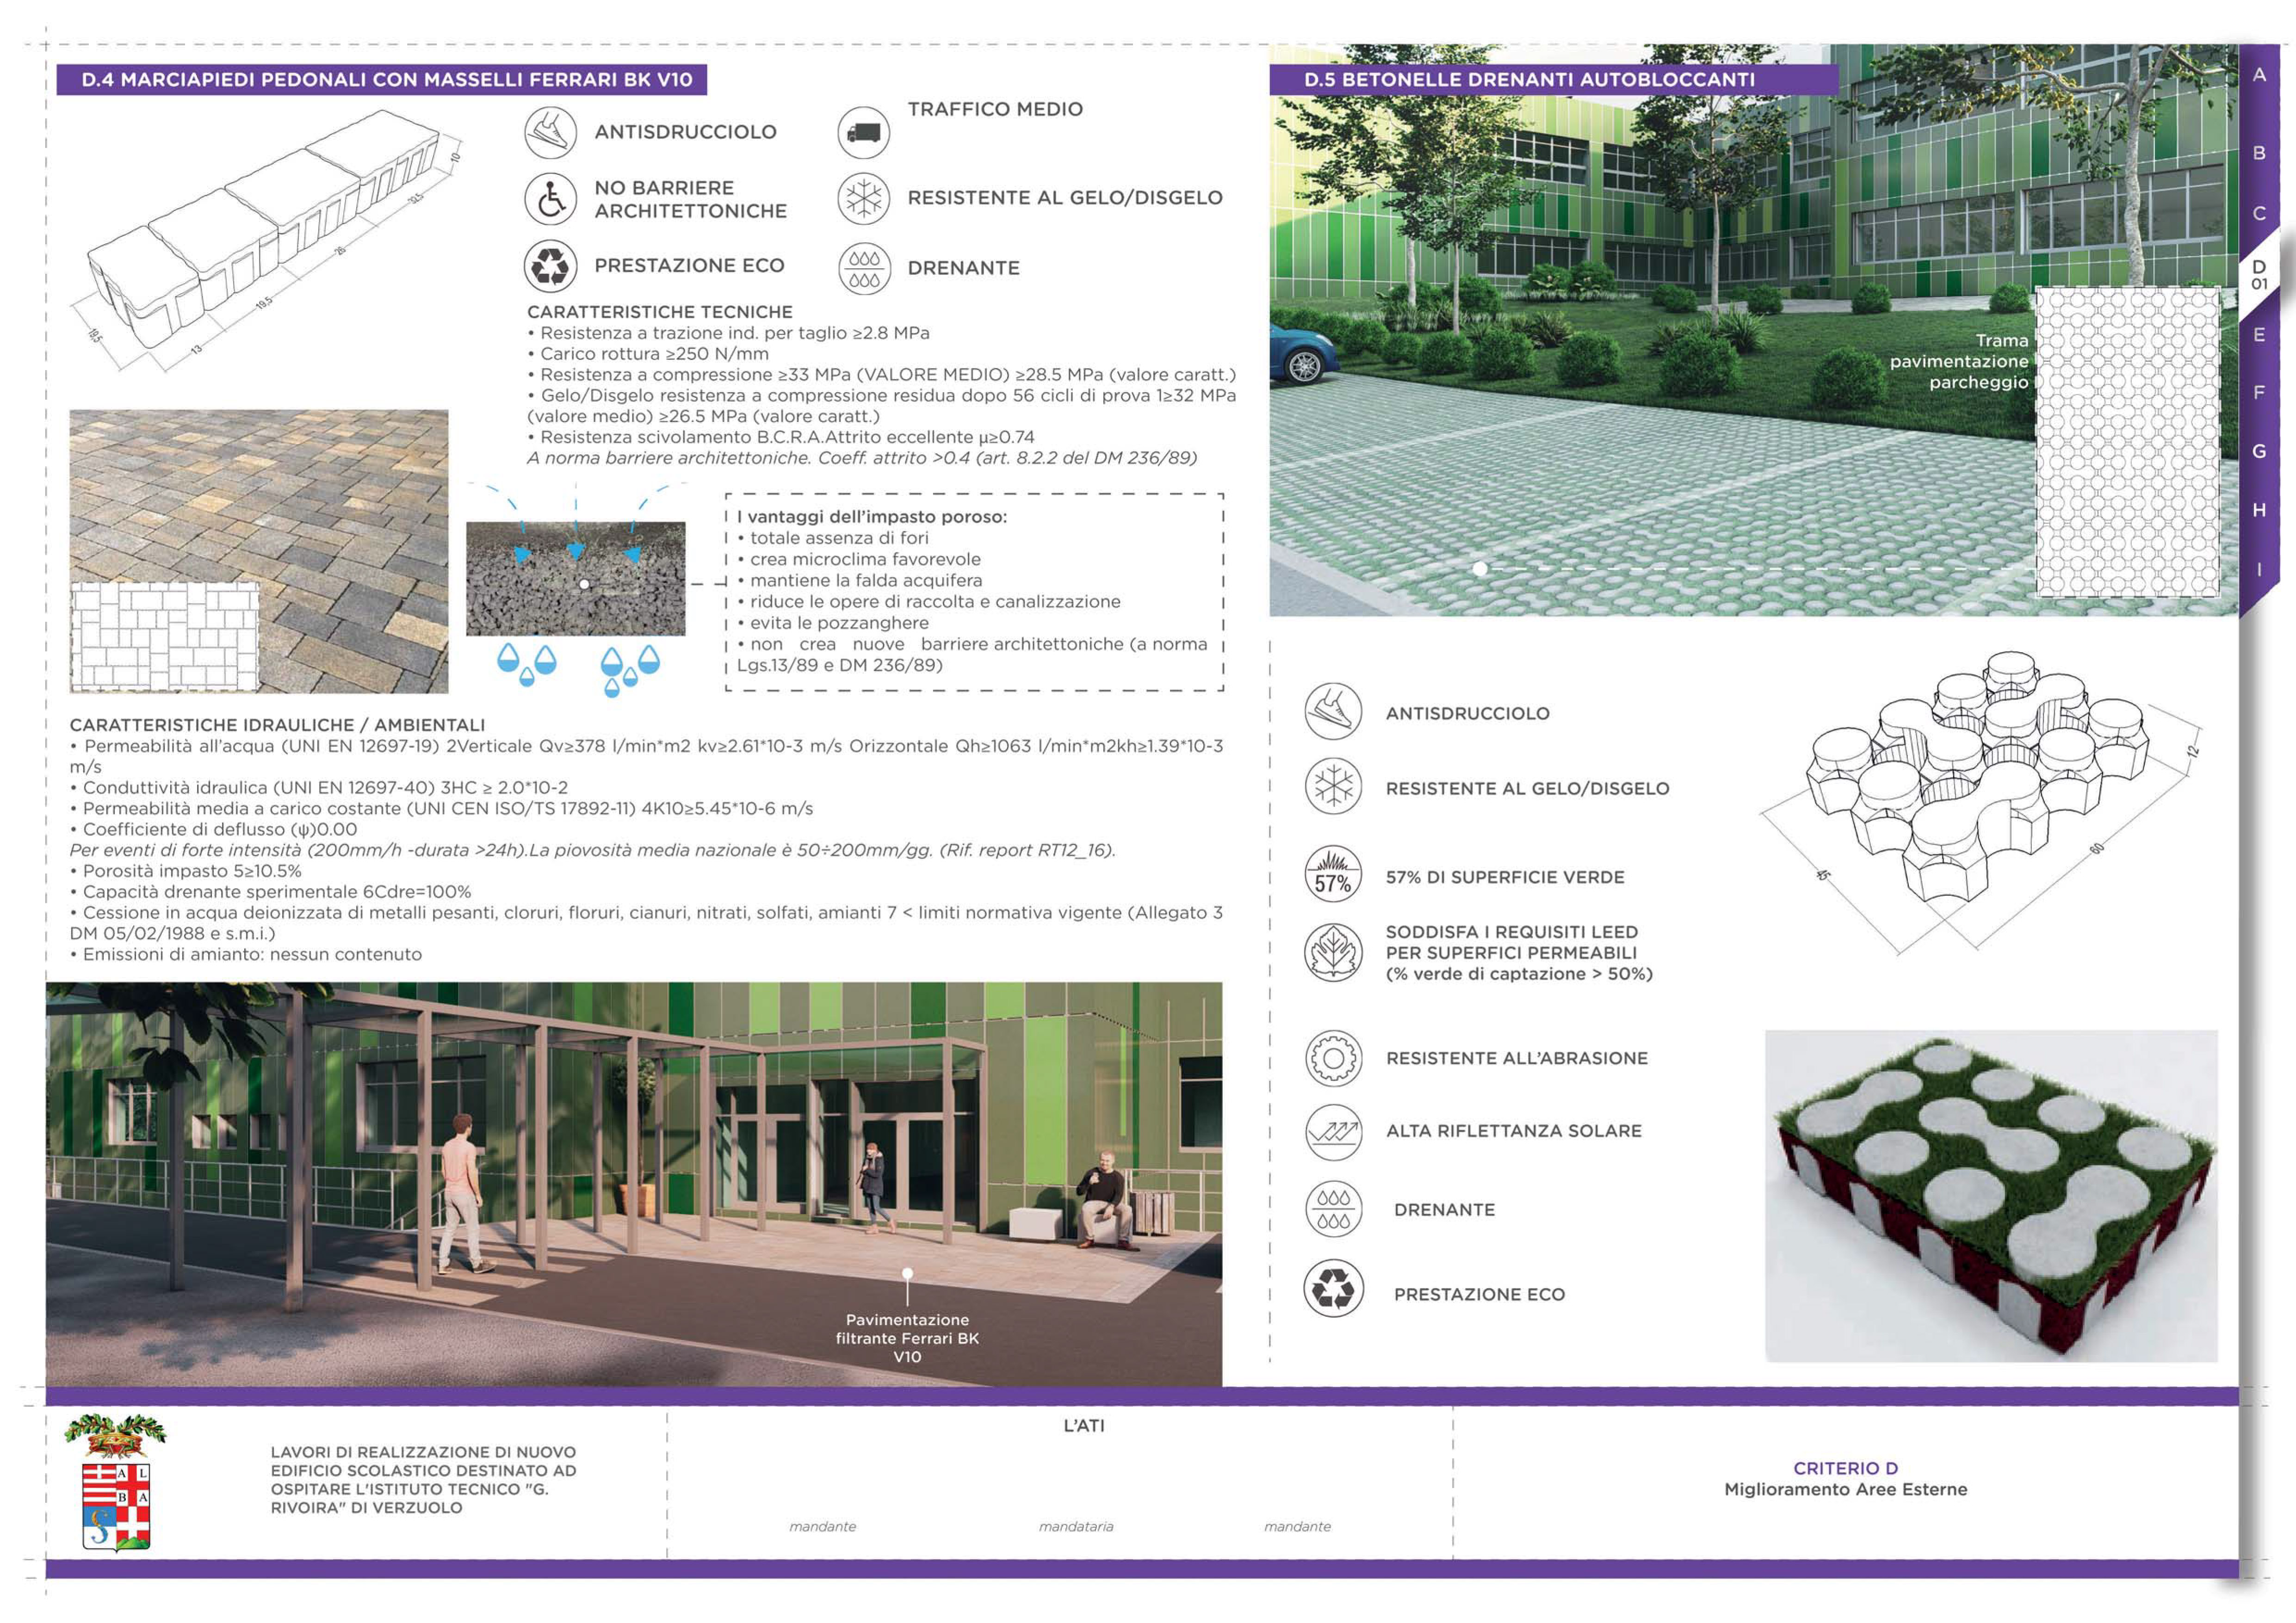 D.4 MARCIAPIEDI PEDONALI CON MASSELLI FERRARI BK V10
10
32,5
26
19,5
13
19,5
ANTISDRUCCIOLO
TRAFFICO MEDIO
NO BARRIERE
ARCHITETTONICHE
RESISTENTE AL GELO/DISGELO
PRESTAZIONE ECO
DRENANTE
CARATTERISTICHE TECNICHE
• Resistenza a trazione ind. per taglio ≥2.8 MPa
• Carico rottura ≥250 N/mm
• Resistenza a compressione ≥33 MPa (VALORE MEDIO) ≥28.5 MPa (valore caratt.)
• Gelo/Disgelo resistenza a compressione residua dopo 56 cicli di prova 1≥32 MPa
(valore medio) ≥26.5 MPa (valore caratt.)
• Resistenza scivolamento B.C.R.A.Attrito eccellente μ≥0.74
A norma barriere architettoniche. Coeff. attrito >0.4 (art. 8.2.2 del DM 236/89)
I vantaggi dell'impasto poroso:
• totale assenza di fori
• crea microclima favorevole
• mantiene la falda acquifera
• riduce le opere di raccolta e canalizzazione
• evita le pozzanghere
• non crea nuove barriere architettoniche (a norma
Lgs.13/89 e DM 236/89)
CARATTERISTICHE IDRAULICHE / AMBIENTALI
• Permeabilità all'acqua (UNI EN 12697-19) 2Verticale Qv≥378 l/min*m2 kv≥2.61*10-3 m/s Orizzontale Qh≥1063 l/min*m2kh≥1.39*10-3
m/s
• Conduttività idraulica (UNI EN 12697-40) 3HC ≥ 2.0*10-2
• Permeabilità media a carico costante (UNI CEN ISO/TS 17892-11) 4K10≥5.45*10-6 m/s
• Coefficiente di deflusso (ψ)0.00
Per eventi di forte intensità (200mm/h -durata >24h).La piovosità media nazionale è 50÷200mm/gg. (Rif. report RT12_16).
• Porosità impasto 5≥10.5%
• Capacità drenante sperimentale 6Cdre=100%
• Cessione in acqua deionizzata di metalli pesanti, cloruri, floruri, cianuri, nitrati, solfati, amianti 7 < limiti normativa vigente (Allegato 3
DM 05/02/1988 e s.m.i.)
• Emissioni di amianto: nessun contenuto
Pavimentazione
filtrante Ferrari BK
V10
D.5 BETONELLE DRENANTI AUTOBLOCCANTI
Trama
pavimentazione
parcheggio
ANTISDRUCCIOLO
RESISTENTE AL GELO/DISGELO
57%
57% DI SUPERFICIE VERDE
SODDISFA I REQUISITI LEED
PER SUPERFICI PERMEABILI
(% verde di captazione > 50%)
RESISTENTE ALL'ABRASIONE
ALTA RIFLETTANZA SOLARE
DRENANTE
PRESTAZIONE ECO
12
60
45
A
B
C
D
01
E
F
G
H
I
A L
B A
S
LAVORI DI REALIZZAZIONE DI NUOVO
EDIFICIO SCOLASTICO DESTINATO AD
OSPITARE L'ISTITUTO TECNICO "G.
RIVOIRA" DI VERZUOLO
L'ATI
mandante
mandataria
mandante
CRITERIO D
Miglioramento Aree Esterne